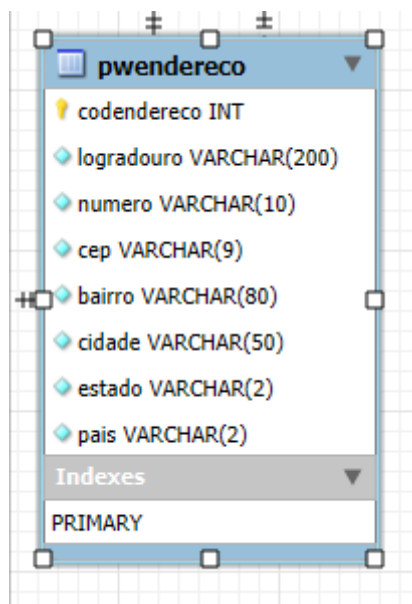 pwendereco
codendereco INT
logradouro VARCHAR(200)
numero VARCHAR(10)
cep VARCHAR(9)
bairro VARCHAR(80)
cidade VARCHAR(50)
estado VARCHAR(2)
pais VARCHAR(2)
Indexes
PRIMARY